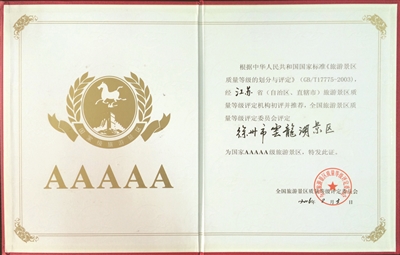 AAAAA
根据中华人民共和国国家标准《旅游景区
质量等级的划分与评定》(GB/T17775-2003),
经 江苏 省(自治区、直辖市)旅游景区质
量等级评定机构初评并推荐,全国旅游景区质
量等级评定委员会评定
徐州市雲龍湖景区
为国家AAAAA级旅游景区,特发此证。
全国旅游景区质量等级评定委员会